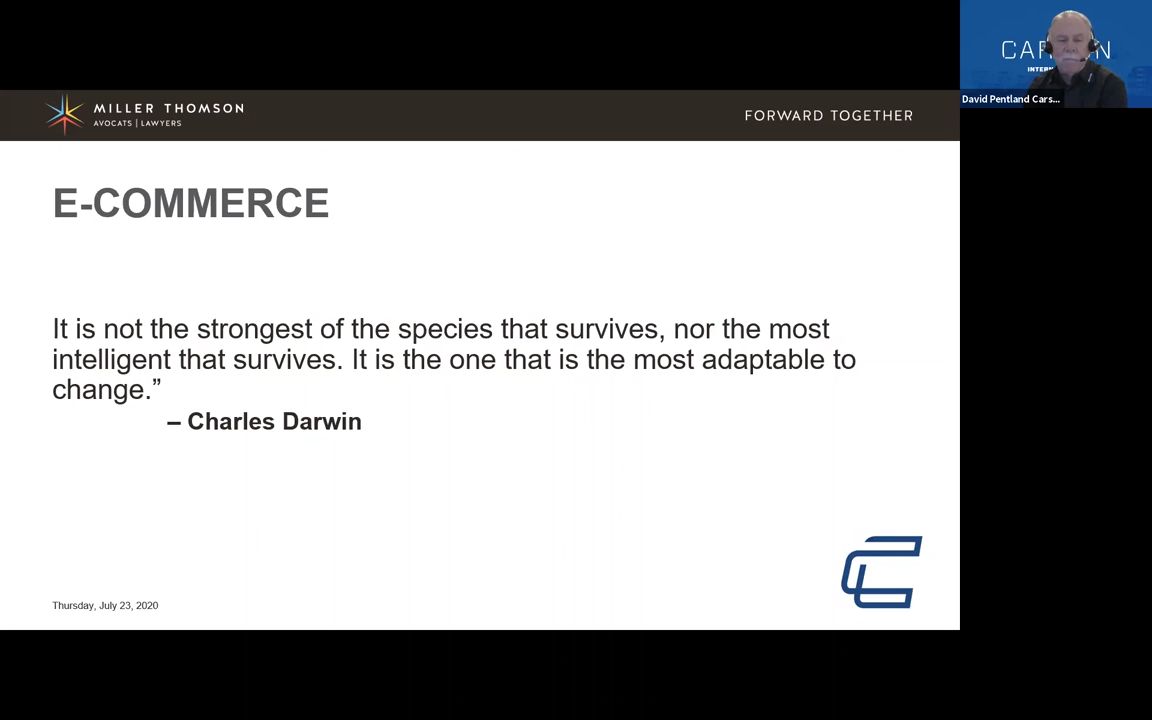 MILLER THOMSON
AVOCATS | LAWYERS
FORWARD TOGETHER
David Pentland Cars...
E-COMMERCE
It is not the strongest of the species that survives, nor the most
intelligent that survives. It is the one that is the most adaptable to
change.”
– Charles Darwin
Thursday, July 23, 2020